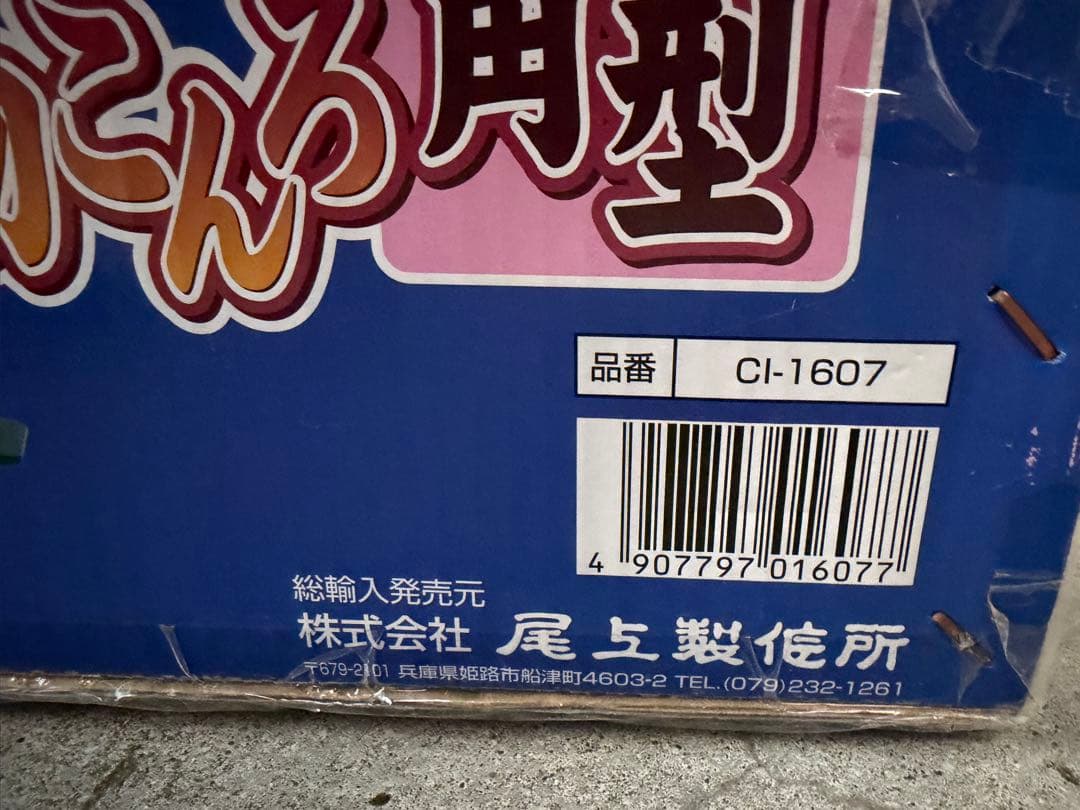 こんろ 角型
品番 CI-1607
4 907797 016077
総輸入発売元
株式会社 尾上製作所
〒679-2101 兵庫県姫路市船津町4603-2 TEL.(079)232-1261